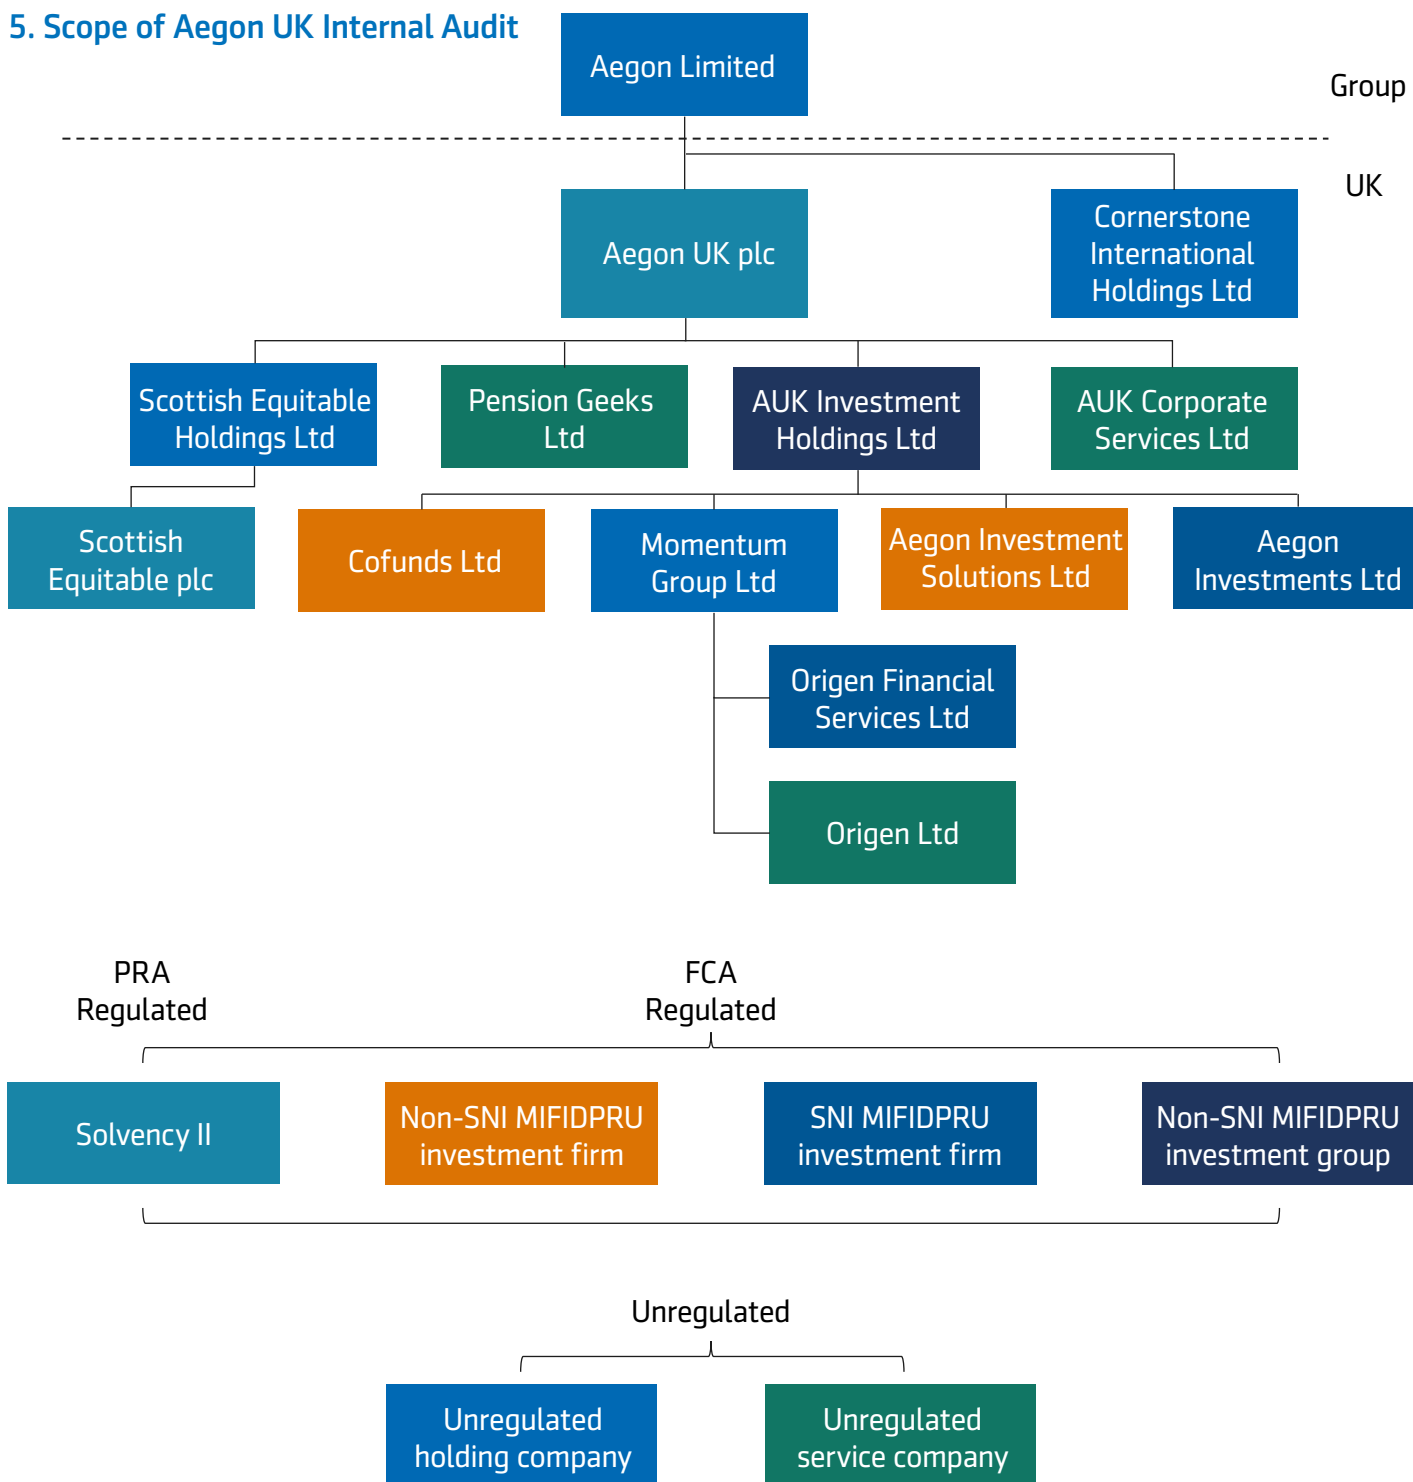 5. Scope of Aegon UK Internal Audit
Aegon Limited
Group
UK
Aegon UK plc
Cornerstone
International
Holdings Ltd
Scottish Equitable
Holdings Ltd
Pension Geeks
Ltd
AUK Investment
Holdings Ltd
AUK Corporate
Services Ltd
Scottish
Equitable plc
Cofunds Ltd
Momentum
Group Ltd
Aegon Investment
Solutions Ltd
Aegon
Investments Ltd
Origen Financial
Services Ltd
Origen Ltd
PRA
Regulated
FCA
Regulated
Solvency II
Non-SNI MIFIDPRU
investment firm
SNI MIFIDPRU
investment firm
Non-SNI MIFIDPRU
investment group
Unregulated
Unregulated
holding company
Unregulated
service company